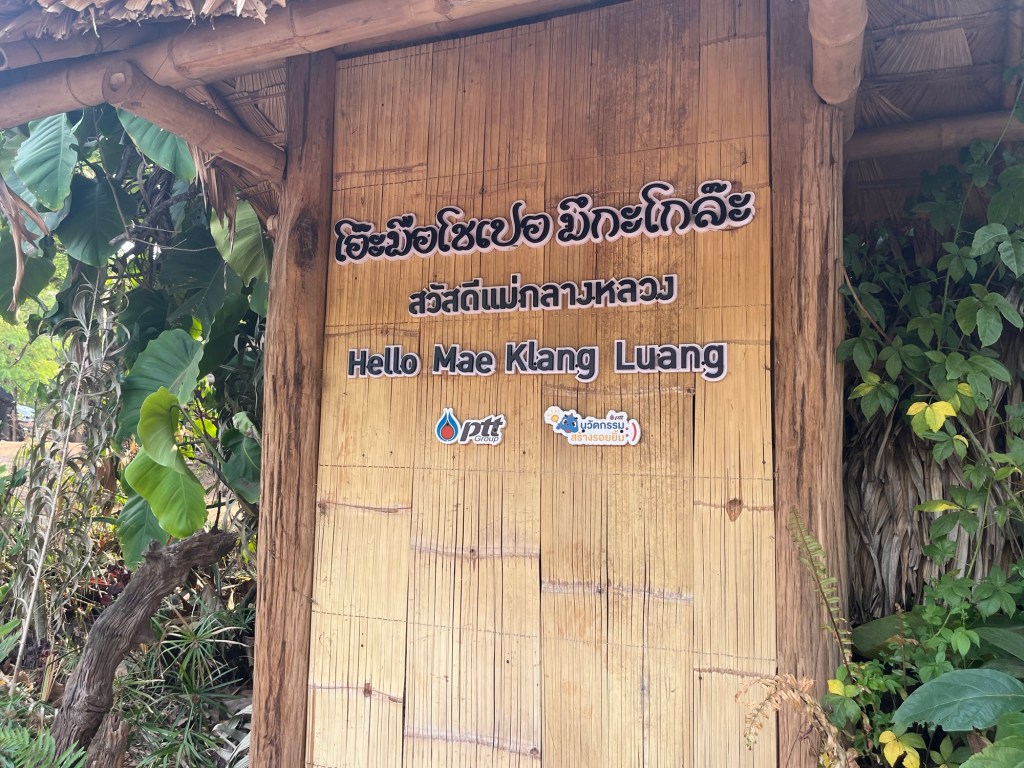 โอ๊ะมือโชเปอ มึกะโกล๊ะ
สวัสดีแม่กลางหลวง
Hello Mae Klang Luang
ptt
Group
ptt
นวัตกรรม
สร้างรอยยิ้ม :)